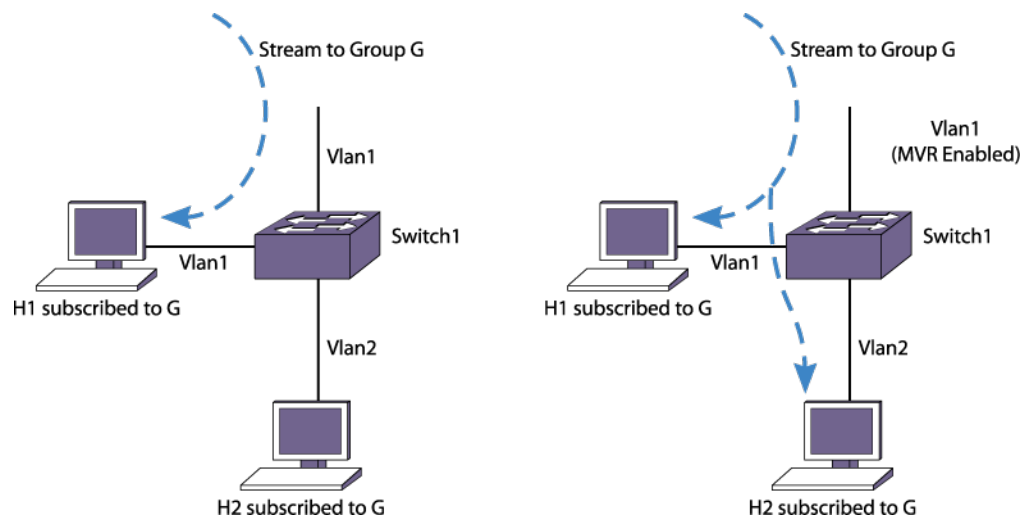 Stream to Group G
Vlan1
Switch1
Vlan1
H1 subscribed to G
Vlan2
H2 subscribed to G
Stream to Group G
Vlan1
(MVR Enabled)
Switch1
Vlan1
H1 subscribed to G
Vlan2
H2 subscribed to G